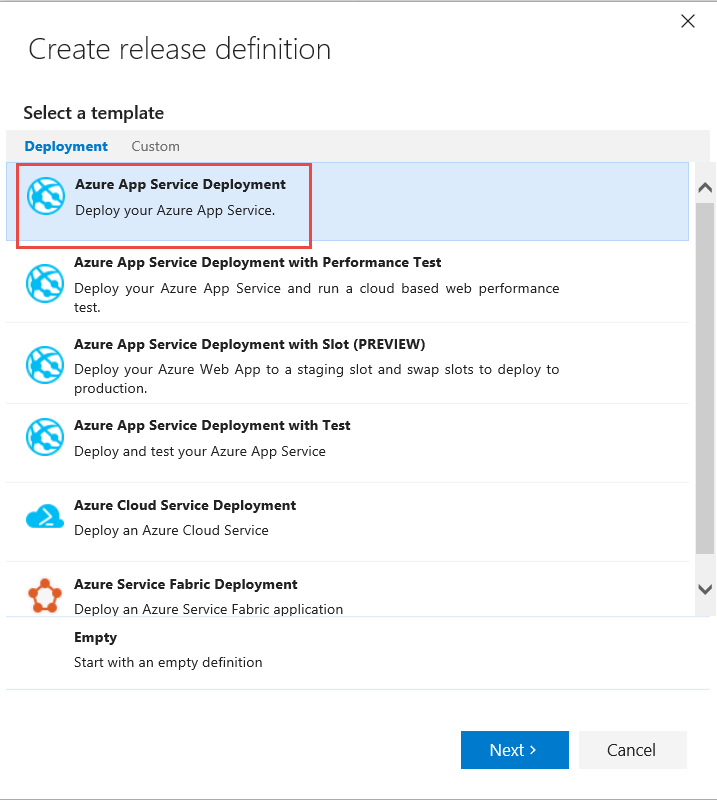 Create release definition
Select a template
Deployment Custom
Azure App Service Deployment
Deploy your Azure App Service.
Azure App Service Deployment with Performance Test
Deploy your Azure App Service and run a cloud based web performance
test.
Azure App Service Deployment with Slot (PREVIEW)
Deploy your Azure Web App to a staging slot and swap slots to deploy to
production.
Azure App Service Deployment with Test
Deploy and test your Azure App Service
Azure Cloud Service Deployment
Deploy an Azure Cloud Service
Azure Service Fabric Deployment
Deploy an Azure Service Fabric application
Empty
Start with an empty definition
Next > Cancel